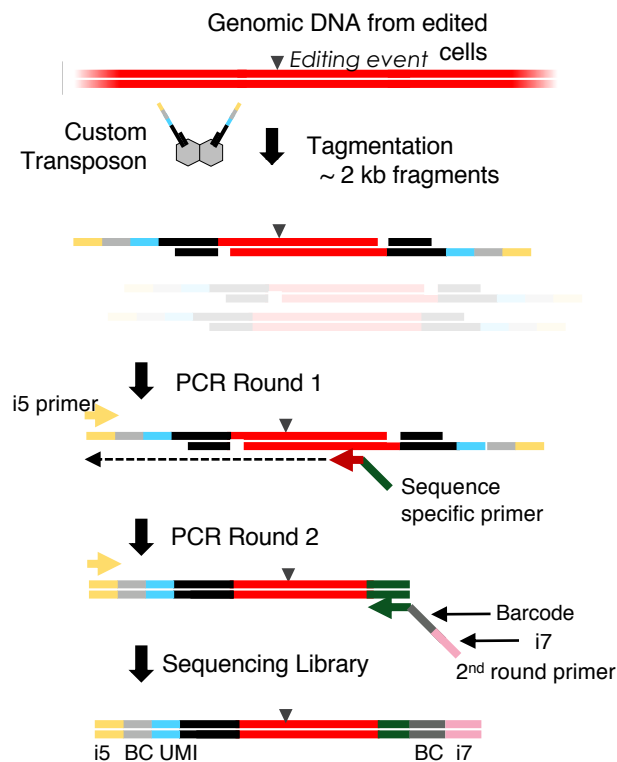 Genomic DNA from edited
cells
Editing event
Custom
Transposon
Tagmentation
~ 2 kb fragments
PCR Round 1
i5 primer
Sequence
specific primer
PCR Round 2
Barcode
i7
2nd round primer
Sequencing Library
i5 BC UMI BC i7